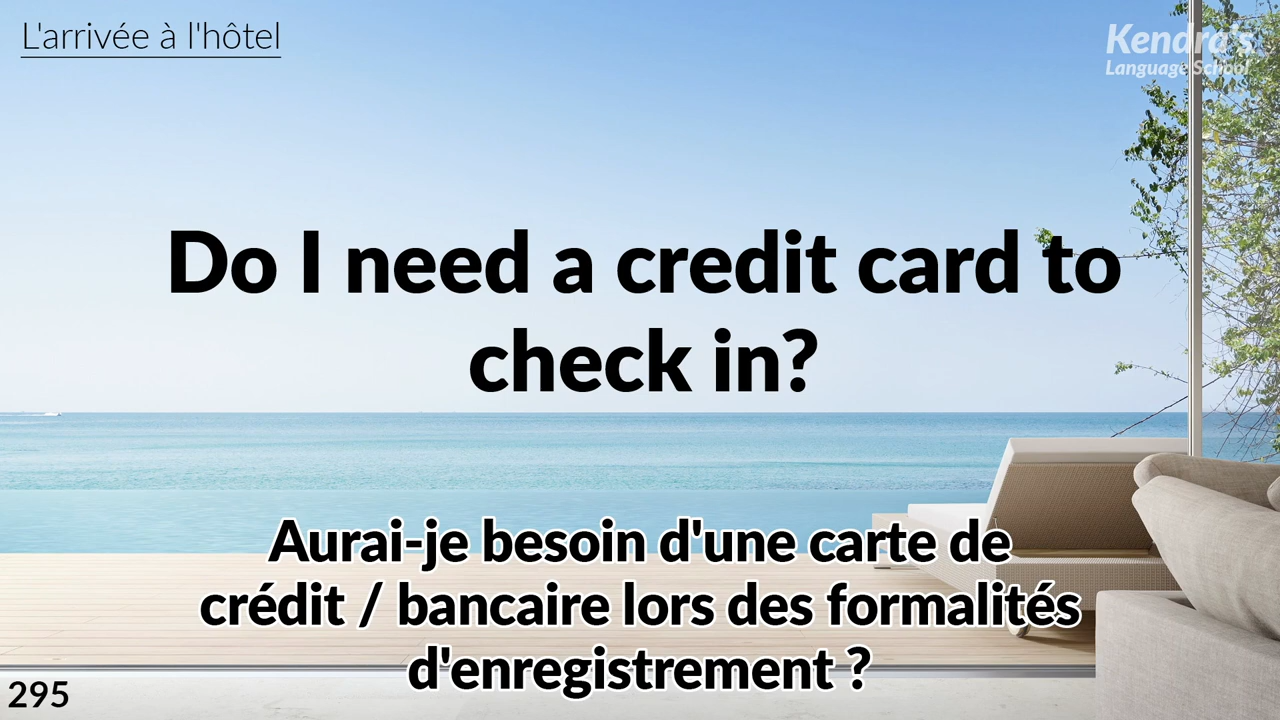 L'arrivée à l'hôtel
Kendra's
Language School
Do I need a credit card to
check in?
Aurai-je besoin d'une carte de
crédit / bancaire lors des formalités
d'enregistrement ?
295